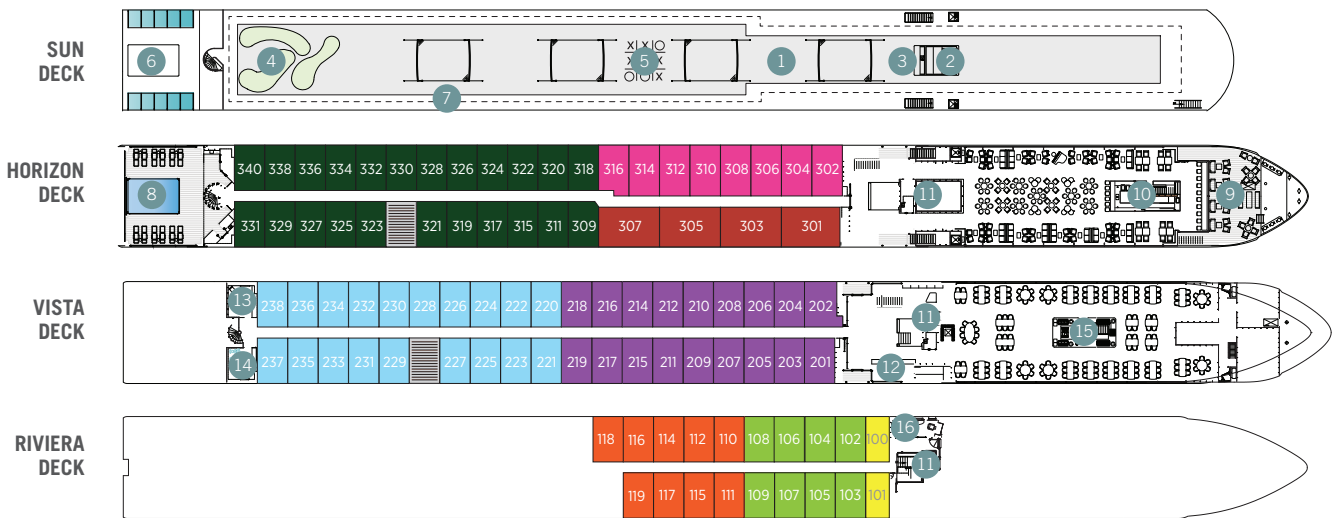 SUN
DECK
6 4 7 5 1 3 2
XXO
OXX
OOX
HORIZON
DECK
340 338 336 334 332 330 328 326 324 322 320 318 316 314 312 310 308 306 304 302
8 11 10 9
331 329 327 325 323 321 319 317 315 311 309 307 305 303 301
VISTA
DECK
13 238 236 234 232 230 228 226 224 222 220 218 216 214 212 210 208 206 204 202 11
15
14 237 235 233 231 229 227 225 223 221 219 217 215 211 209 207 205 203 201 12
RIVIERA
DECK
118 116 114 112 110 108 106 104 102 100 16
11
119 117 115 111 109 107 105 103 101